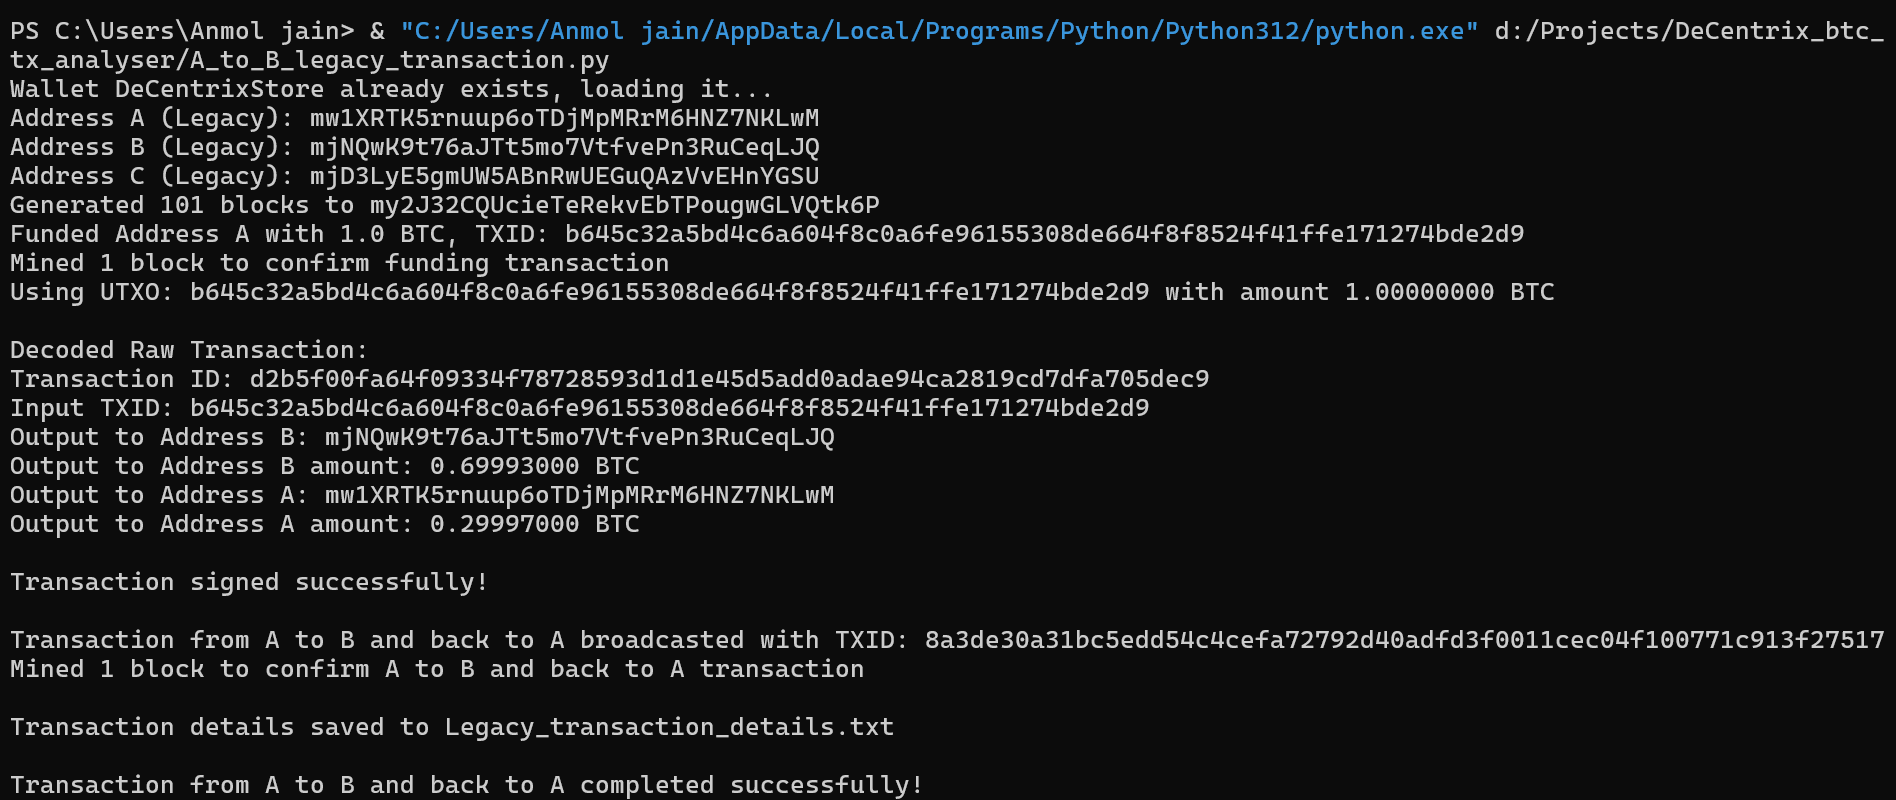 PS C:\Users\Anmol jain> & "C:/Users/Anmol jain/AppData/Local/Programs/Python/Python312/python.exe" d:/Projects/DeCentrix_btc_
tx_analyser/A_to_B_legacy_transaction.py
Wallet DeCentrixStore already exists, loading it...
Address A (Legacy): mw1XRTK5rnuup6oTDjMpMRrM6HNZ7NKLwM
Address B (Legacy): mjNQwK9t76aJTt5mo7VtfvePn3RuCeqLJQ
Address C (Legacy): mjD3LyE5gmUW5ABnRwUEGuQAzVvEHnYGSU
Generated 101 blocks to my2J32CQUcieTeRekvEbTPougwGLVQtk6P
Funded Address A with 1.0 BTC, TXID: b645c32a5bd4c6a604f8c0a6fe96155308de664f8f8524f41ffe171274bde2d9
Mined 1 block to confirm funding transaction
Using UTXO: b645c32a5bd4c6a604f8c0a6fe96155308de664f8f8524f41ffe171274bde2d9 with amount 1.00000000 BTC
Decoded Raw Transaction:
Transaction ID: d2b5f00fa64f09334f78728593d1d1e45d5add0adae94ca2819cd7dfa705dec9
Input TXID: b645c32a5bd4c6a604f8c0a6fe96155308de664f8f8524f41ffe171274bde2d9
Output to Address B: mjNQwK9t76aJTt5mo7VtfvePn3RuCeqLJQ
Output to Address B amount: 0.69993000 BTC
Output to Address A: mw1XRTK5rnuup6oTDjMpMRrM6HNZ7NKLwM
Output to Address A amount: 0.29997000 BTC
Transaction signed successfully!
Transaction from A to B and back to A broadcasted with TXID: 8a3de30a31bc5edd54c4cefa72792d40adfd3f0011cec04f100771c913f27517
Mined 1 block to confirm A to B and back to A transaction
Transaction details saved to Legacy_transaction_details.txt
Transaction from A to B and back to A completed successfully!